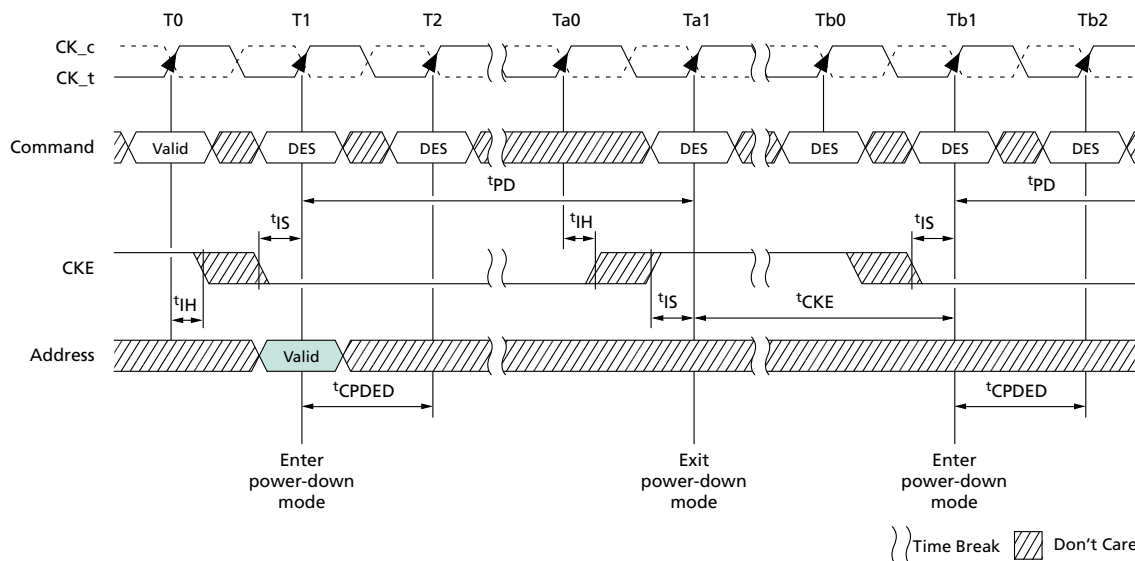 T0 T1 T2 Ta0 Ta1 Tb0 Tb1 Tb2
CK_c
CK_t
Command Valid DES DES DES DES DES DES
tPD tPD
tIH
tIS tIS
CKE
tIH tIS tCKE
Address Valid
tCPDED tCPDED
Enter power-down mode
Exit power-down mode
Enter power-down mode
Time Break Don't Care